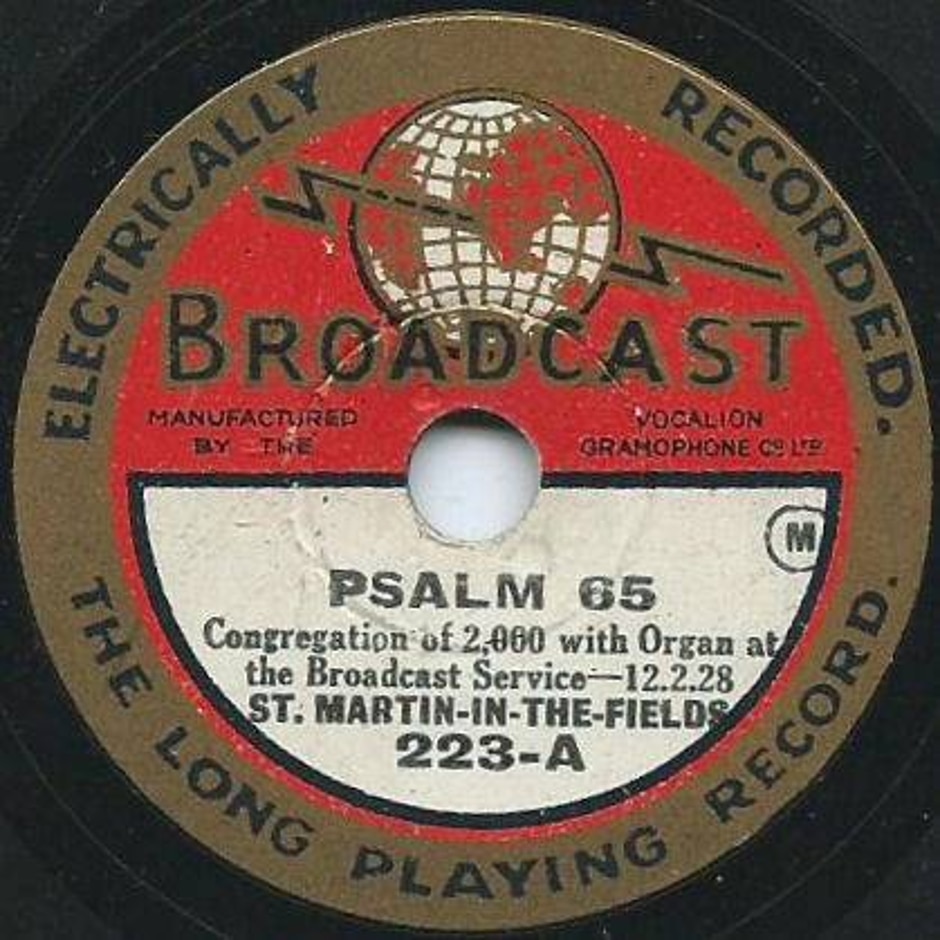 ELECTRICALLY RECORDED.
BROADCAST
MANUFACTURED
BY THE
VOCALION
GRAMOPHONE Co LTD
M
PSALM 65
Congregation of 2,000 with Organ at
the Broadcast Service—12.2.28
ST. MARTIN-IN-THE-FIELDS
223-A
THE LONG PLAYING RECORD.